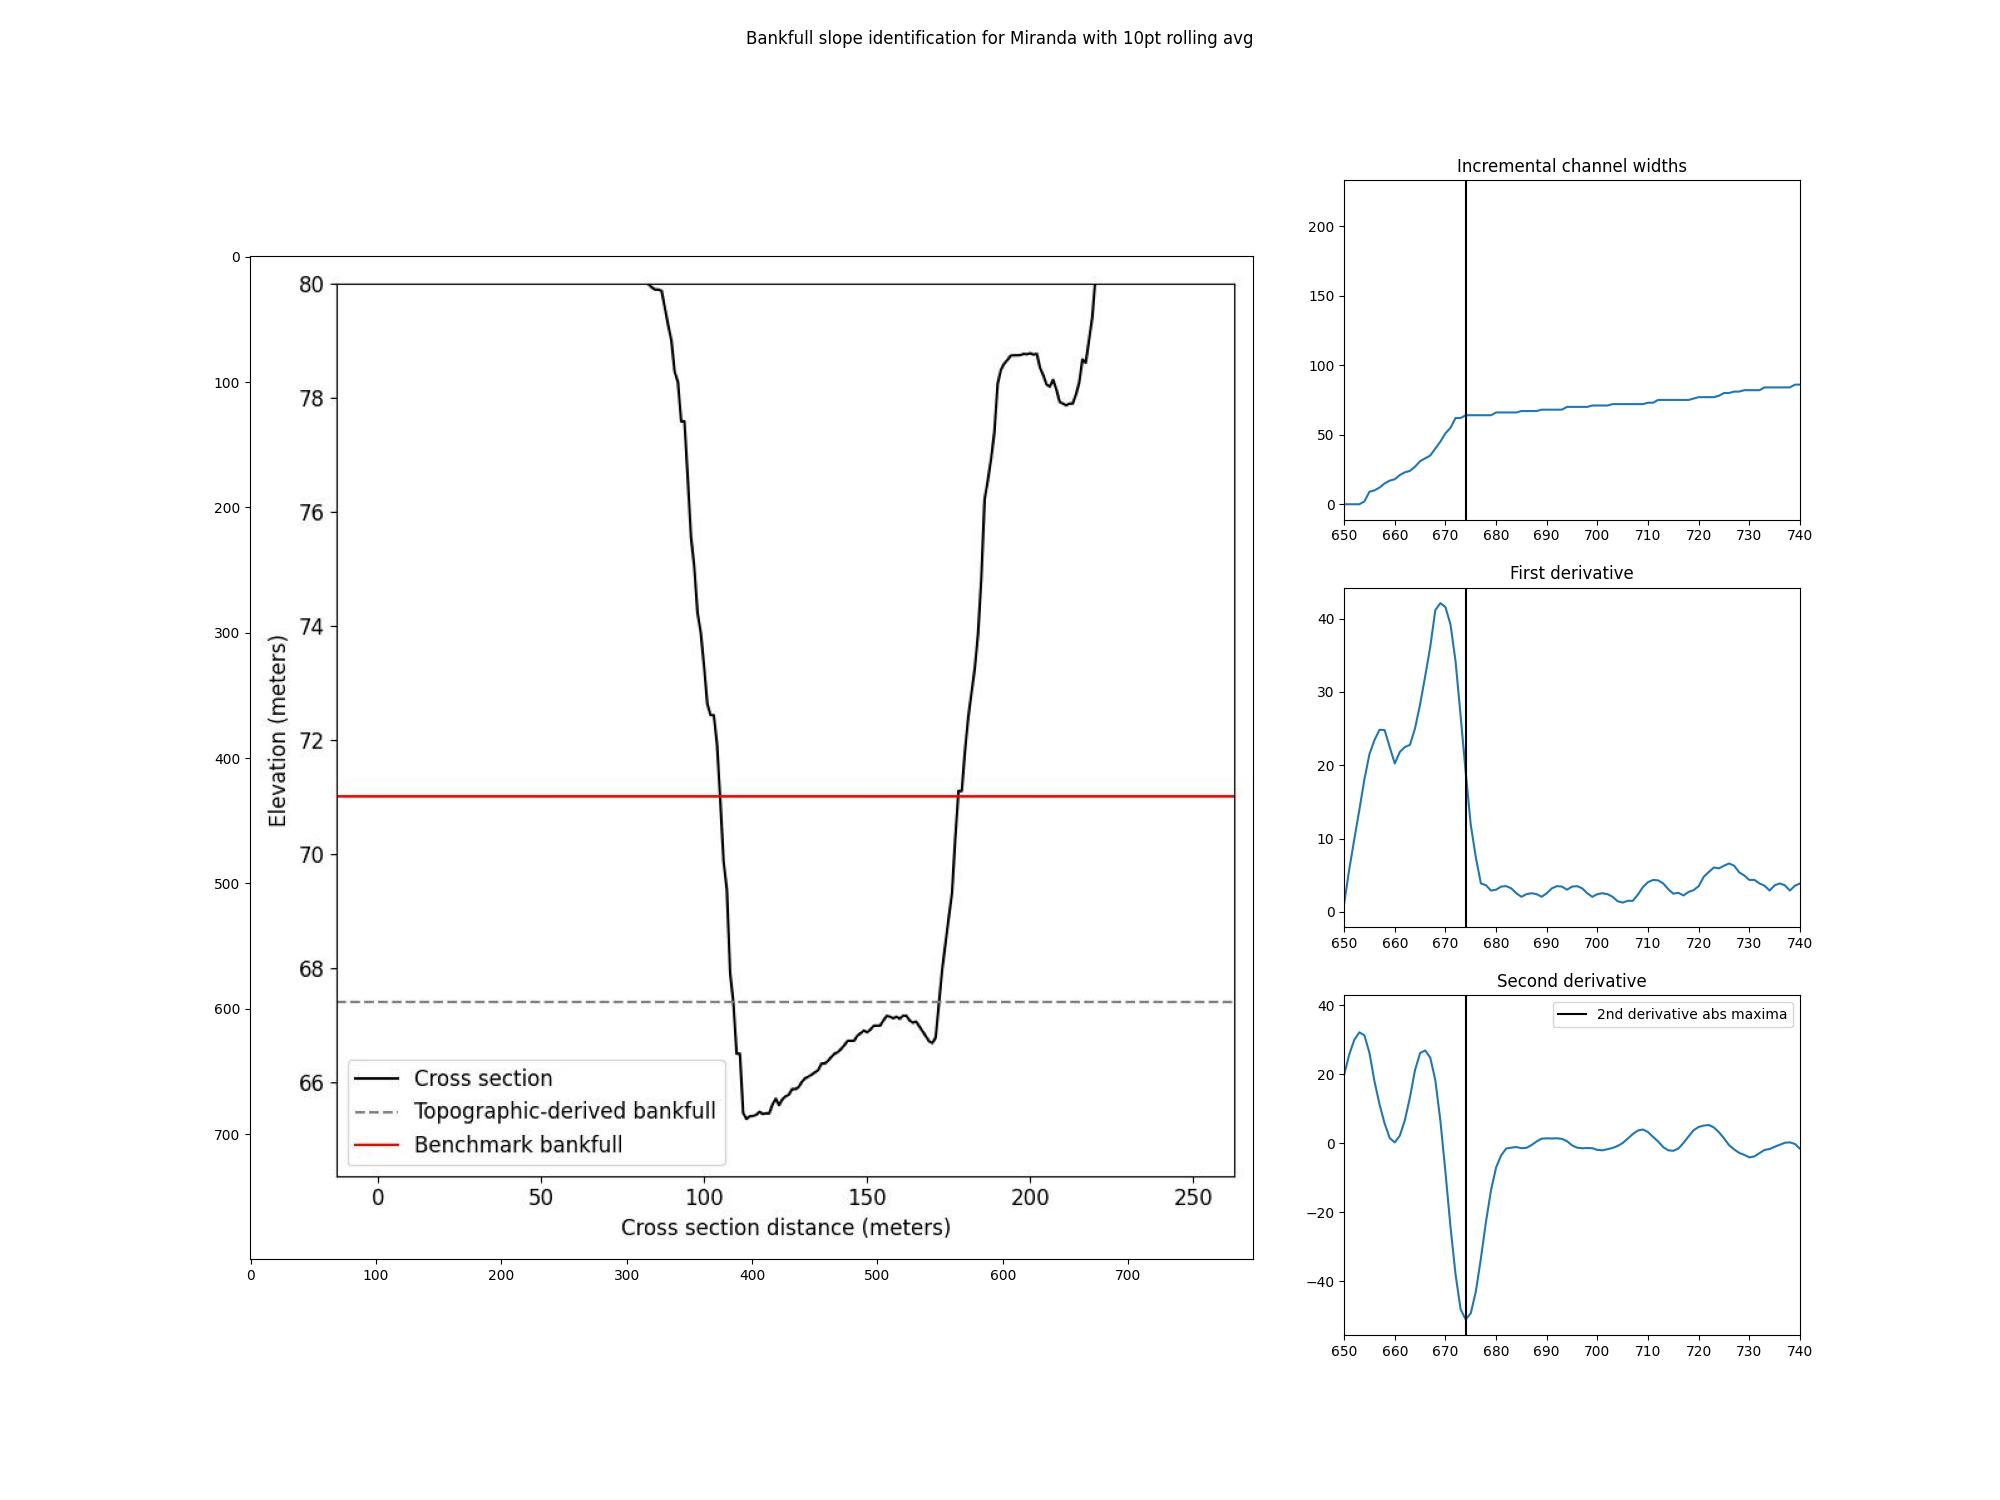 Bankfull slope identification for Miranda with 10pt rolling avg
0
100
200
300
400
500
600
700
80
78
76
74
72
70
68
66
Elevation (meters)
Cross section
Topographic-derived bankfull
Benchmark bankfull
0 50 100 150 200 250
Cross section distance (meters)
0 100 200 300 400 500 600 700
Incremental channel widths
200
150
100
50
0
650 660 670 680 690 700 710 720 730 740
First derivative
40
30
20
10
0
650 660 670 680 690 700 710 720 730 740
Second derivative
2nd derivative abs maxima
40
20
0
−20
−40
650 660 670 680 690 700 710 720 730 740